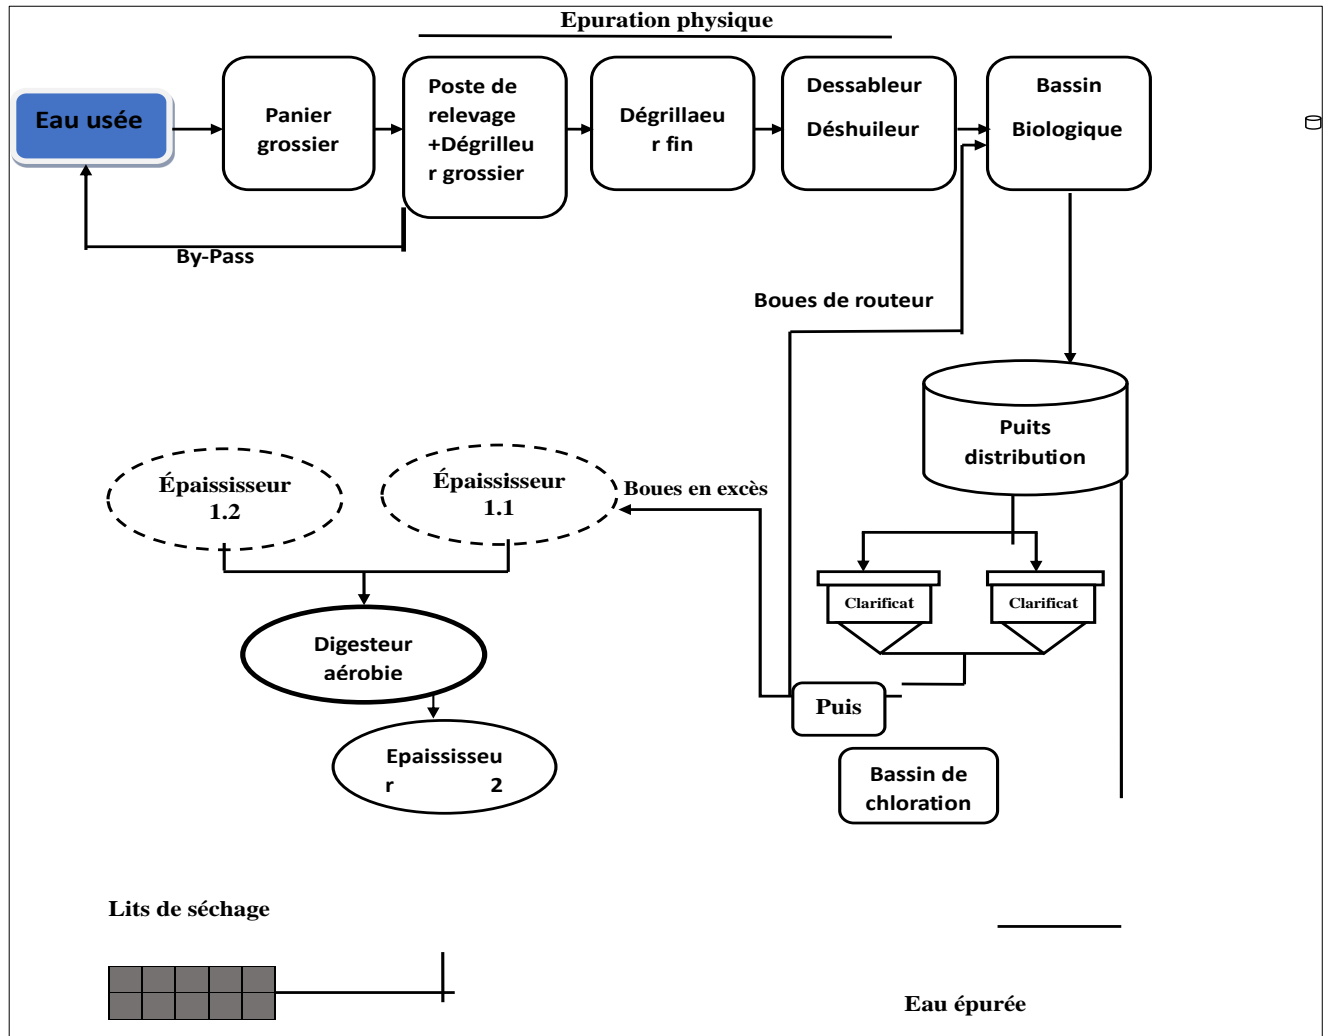 Epuration physique
Eau usée
Panier
grossier
Poste de
relevage
+Dégrilleu
r grossier
Dégrillaeu
r fin
Dessableur
Déshuileur
Bassin
Biologique
By-Pass
Boues de routeur
Puits
distribution
Épaississeur
1.2
Épaississeur
1.1
Boues en excès
Clarificat
Clarificat
Digesteur
aérobie
Puis
Epaississeu
r 2
Bassin de
chloration
Lits de séchage
Eau épurée